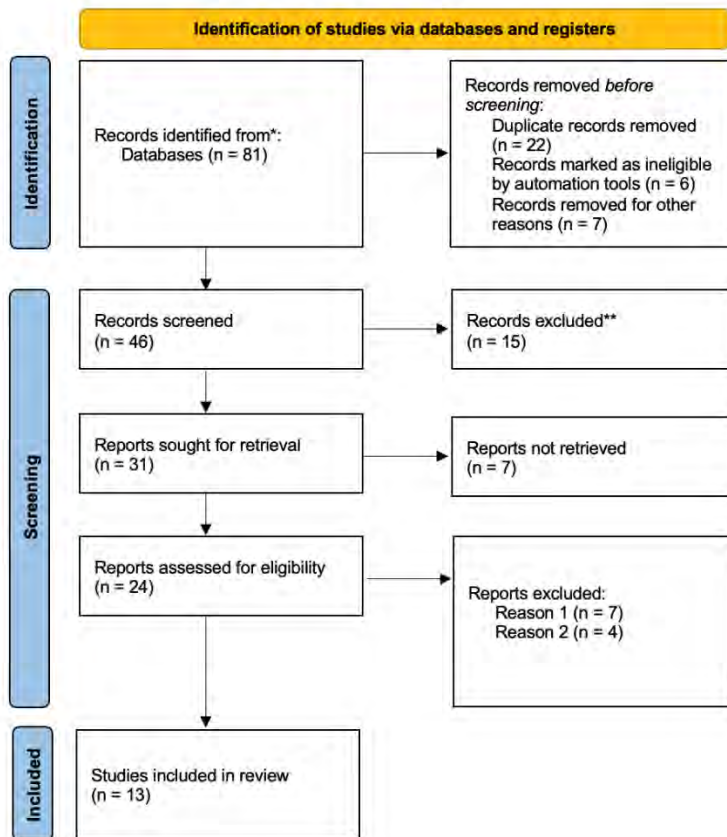 Identification of studies via databases and registers
Identification
Records identified from*:
Databases (n = 81)
Records removed before
screening:
Duplicate records removed
(n = 22)
Records marked as ineligible
by automation tools (n = 6)
Records removed for other
reasons (n = 7)
Screening
Records screened
(n = 46)
Records excluded**
(n = 15)
Reports sought for retrieval
(n = 31)
Reports not retrieved
(n = 7)
Reports assessed for eligibility
(n = 24)
Reports excluded:
Reason 1 (n = 7)
Reason 2 (n = 4)
Included
Studies included in review
(n = 13)